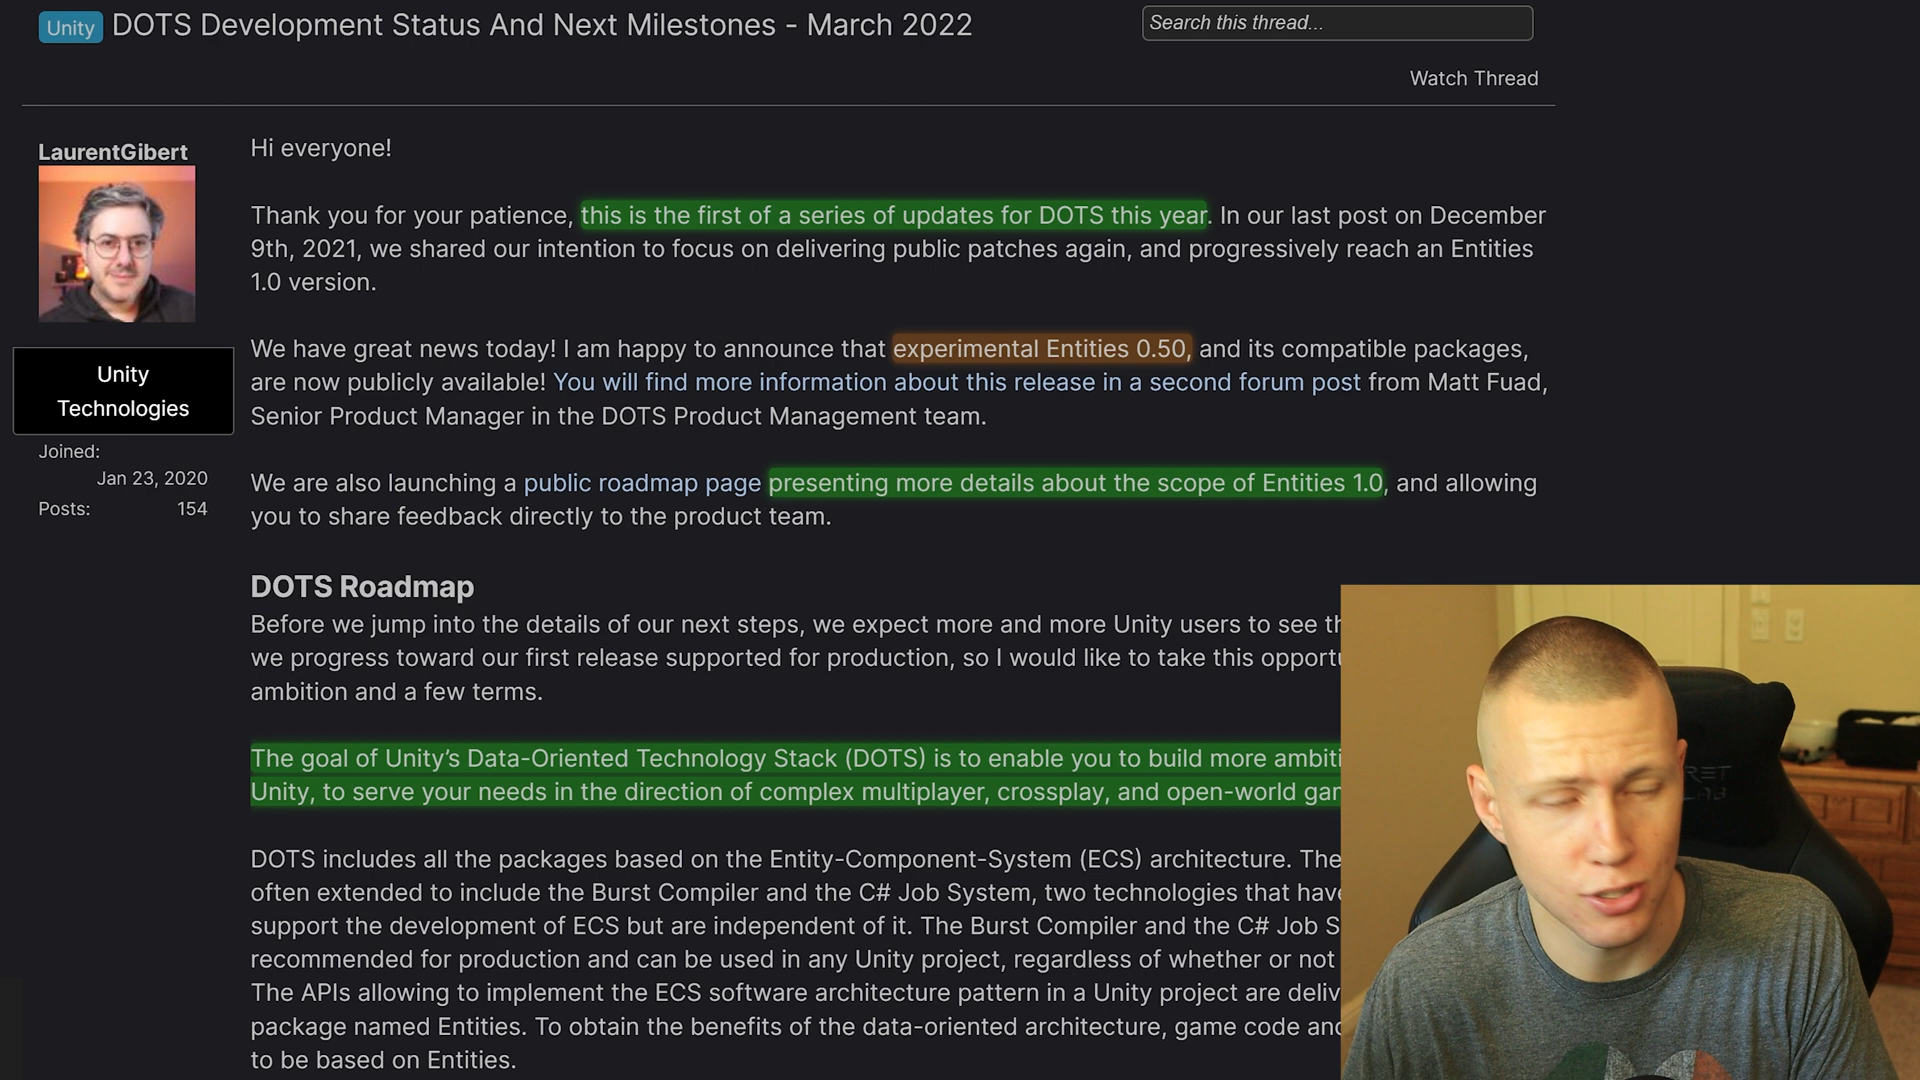 Unity DOTS Development Status And Next Milestones - March 2022
Search this thread...
Watch Thread
LaurentGibert
Unity
Technologies
Joined:
Jan 23, 2020
Posts: 154
Hi everyone!
Thank you for your patience, this is the first of a series of updates for DOTS this year. In our last post on December
9th, 2021, we shared our intention to focus on delivering public patches again, and progressively reach an Entities
1.0 version.
We have great news today! I am happy to announce that experimental Entities 0.50, and its compatible packages,
are now publicly available! You will find more information about this release in a second forum post from Matt Fuad,
Senior Product Manager in the DOTS Product Management team.
We are also launching a public roadmap page presenting more details about the scope of Entities 1.0, and allowing
you to share feedback directly to the product team.
DOTS Roadmap
Before we jump into the details of our next steps, we expect more and more Unity users to see
we progress toward our first release supported for production, so I would like to take this
ambition and a few terms.
The goal of Unity’s Data-Oriented Technology Stack (DOTS) is to enable you to build more
Unity, to serve your needs in the direction of complex multiplayer, crossplay, and open-world
DOTS includes all the packages based on the Entity-Component-System (ECS) architecture. The
often extended to include the Burst Compiler and the C# Job System, two technologies that have
support the development of ECS but are independent of it. The Burst Compiler and the C# Job S
recommended for production and can be used in any Unity project, regardless of whether or not
The APIs allowing to implement the ECS software architecture pattern in a Unity project are
package named Entities. To obtain the benefits of the data-oriented architecture, game code
to be based on Entities.